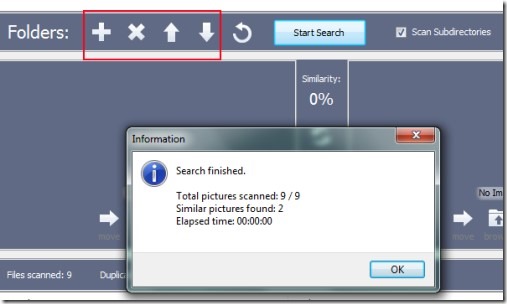 Folders:
Start Search
Scan Subdirectories
Similarity:
0%
Information
Search finished.
Total pictures scanned: 9 / 9
Similar pictures found: 2
Elapsed time: 00:00:00
OK
No Im
move
move
brow
Files scanned: 9
Duplica